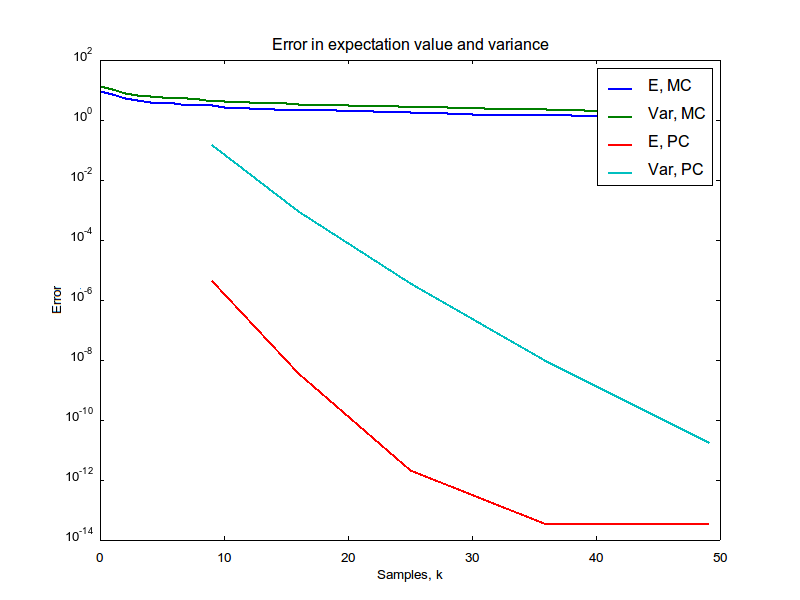 Error in expectation value and variance
10^2
10^0
10^-2
10^-4
10^-6
10^-8
10^-10
10^-12
10^-14
Error
E, MC
Var, MC
E, PC
Var, PC
0 10 20 30 40 50
Samples, k